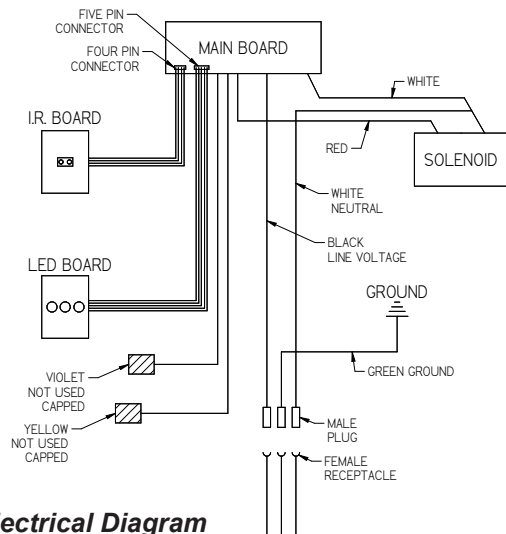 FIVE PIN
CONNECTOR
FOUR PIN
CONNECTOR
MAIN BOARD
WHITE
I.R. BOARD
RED
SOLENOID
WHITE
NEUTRAL
BLACK
LINE VOLTAGE
LED BOARD
GROUND
GREEN GROUND
VIOLET
NOT USED
CAPPED
YELLOW
NOT USED
CAPPED
MALE
PLUG
FEMALE
RECEPTACLE
lectrical Diagram